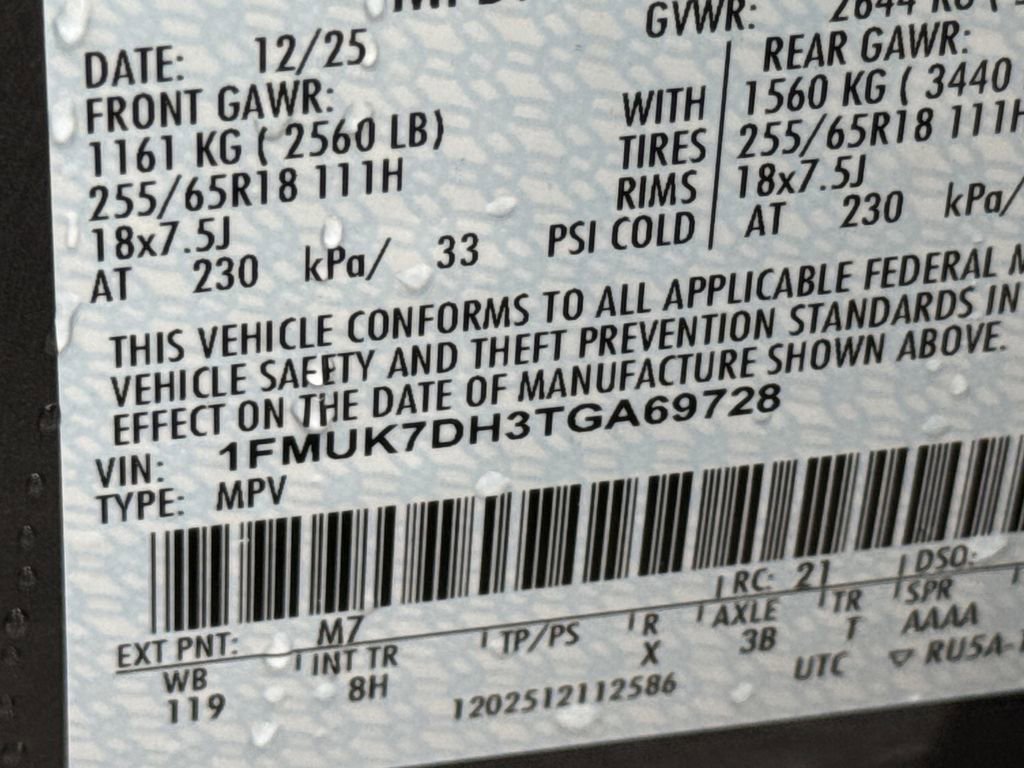 GVWR:
DATE: 12/25
FRONT GAWR: REAR GAWR:
1161 KG ( 2560 LB) WITH 1560 KG ( 3440
255/65R18 111H TIRES 255/65R18 111H
18x7.5J RIMS 18x7.5J
AT 230 kPa/ 33 PSI COLD AT 230 kPa/
THIS VEHICLE CONFORMS TO ALL APPLICABLE FEDERAL
VEHICLE SAFETY AND THEFT PREVENTION STANDARDS IN
EFFECT ON THE DATE OF MANUFACTURE SHOWN ABOVE.
VIN: 1FMUK7DH3TGA69728
TYPE: MPV
EXT PNT: M7 RC: 21 DSO:
WB INT TR TP/PS R AXLE TR SPR
119 8H X 3B T AAAA
1202512112586 UTC ▽ RU5A-